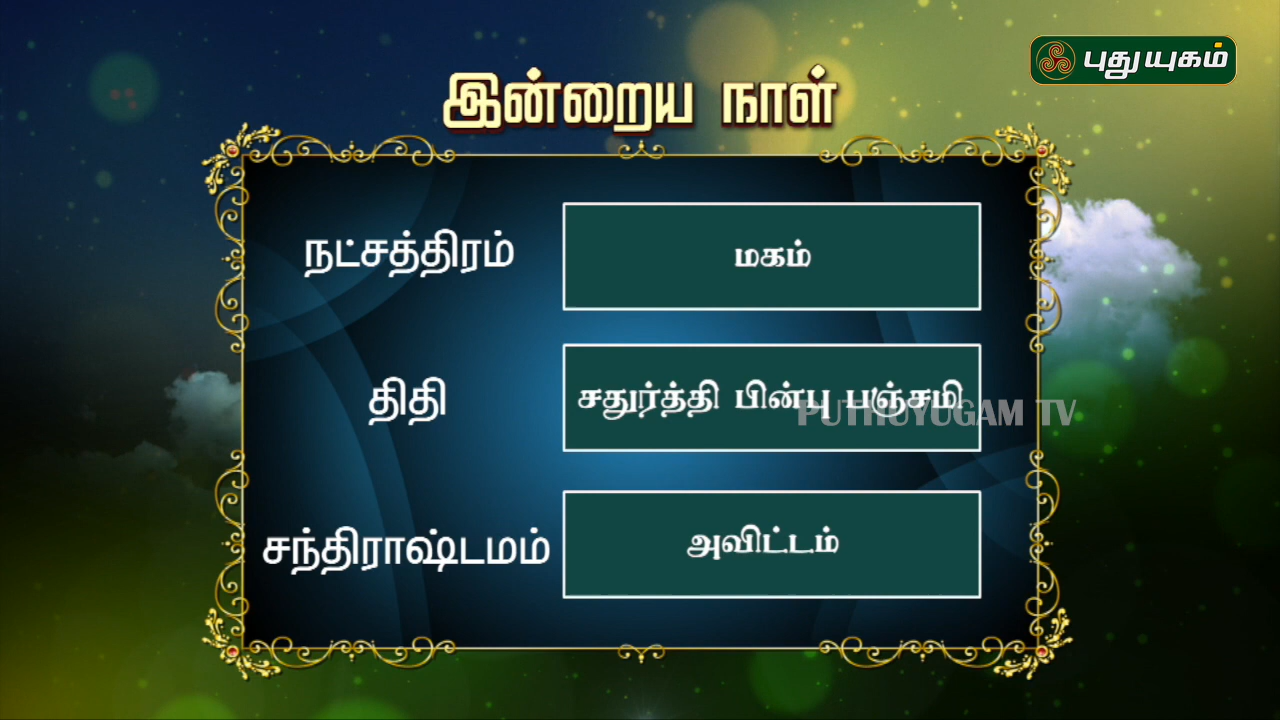 புதுயுகம்
இன்றைய நாள்
நட்சத்திரம் மகம்
திதி சதுர்த்தி பின்பு பஞ்சமி
PUTHUYUGAM TV
சந்திராஷ்டமம் அவிட்டம்